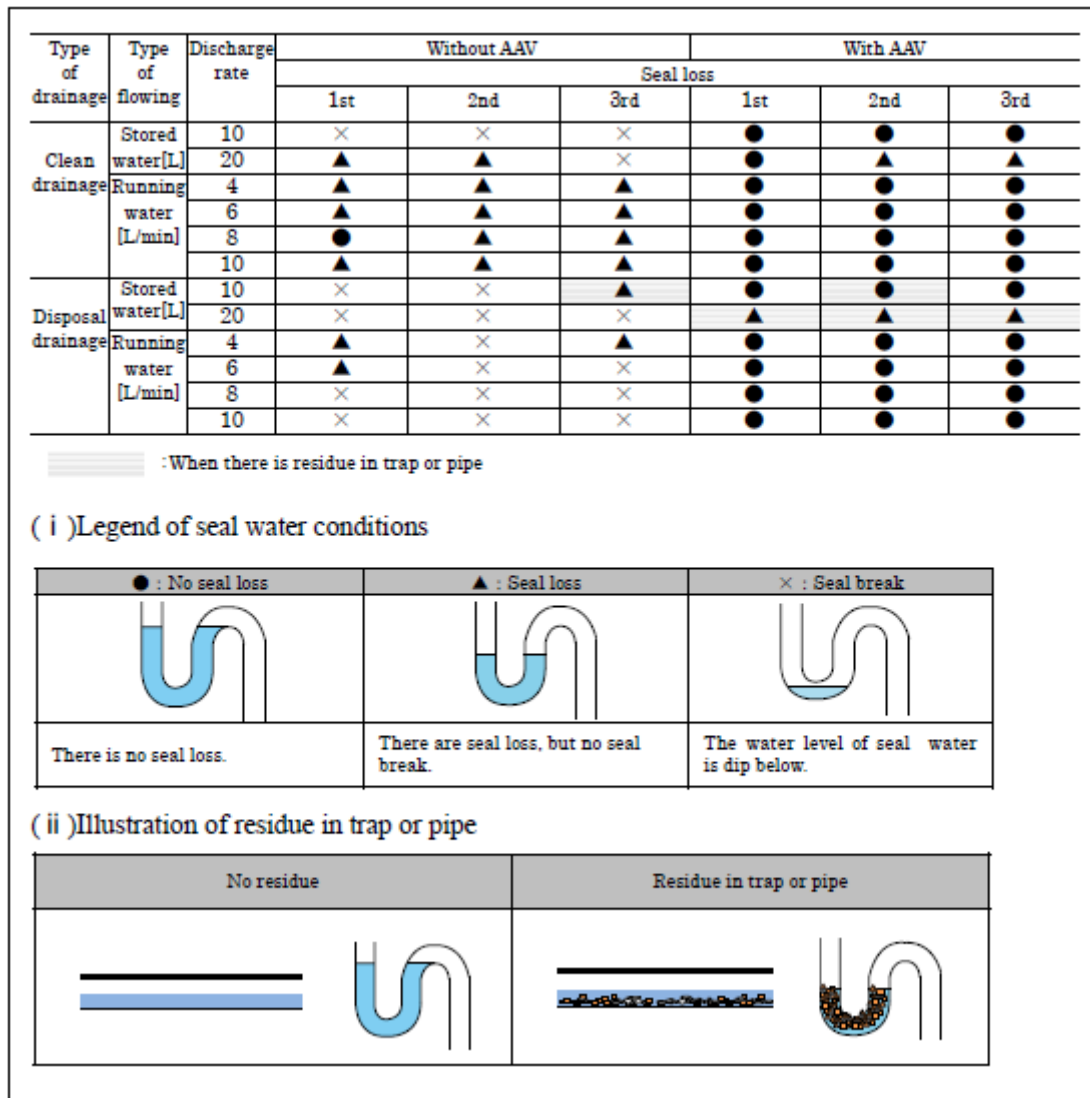 Type of drainage Type of flowing Discharge rate Without AAV With AAV
Seal loss
1st 2nd 3rd 1st 2nd 3rd
Clean drainage Stored water[L] 10 × × × ● ● ●
20 ▲ ▲ × ● ▲ ▲
Running water [L/min] 4 ▲ ▲ ▲ ● ● ●
6 ▲ ▲ ▲ ● ● ●
8 ● ▲ ▲ ● ● ●
10 ▲ ▲ ▲ ● ● ●
Disposal drainage Stored water[L] 10 × × ▲ ● ● ●
20 × × × ▲ ▲ ▲
Running water [L/min] 4 ▲ × ▲ ● ● ●
6 ▲ × × ● ● ●
8 × × × ● ● ●
10 × × × ● ● ●
:When there is residue in trap or pipe
(ⅰ)Legend of seal water conditions
● : No seal loss ▲ : Seal loss × : Seal break
There is no seal loss.
There are seal loss, but no seal
break.
The water level of seal water
is dip below.
(ⅱ)Illustration of residue in trap or pipe
No residue Residue in trap or pipe